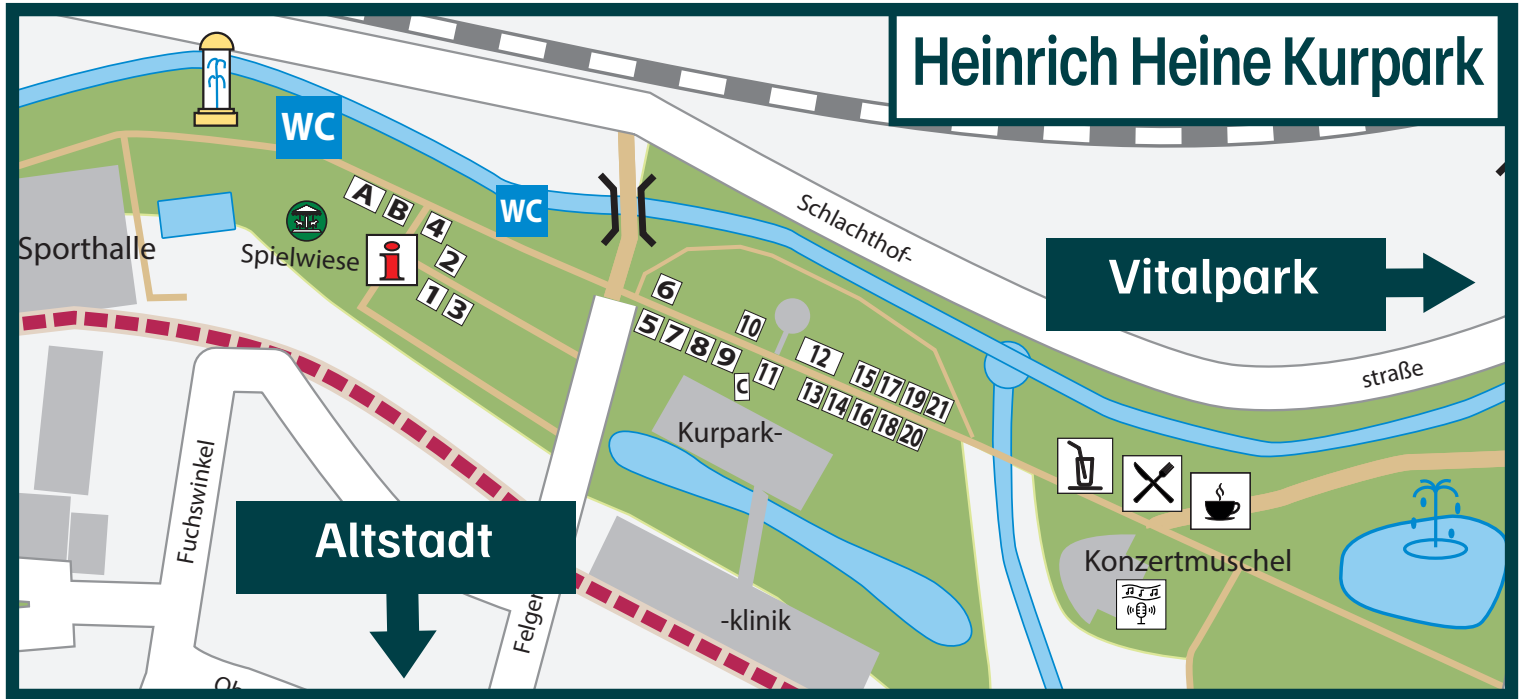 Heinrich Heine Kurpark
WC
WC
A B 4
2
1 3
Sporthalle
Spielwiese
i
Schlachthof-
Vitalpark
straße
6
5 7 8 9
10
C
11
12
15 17 19 21
13 14 16 18 20
Kurpark-
-klinik
Fuchswinkel
Altstadt
Konzertmuschel